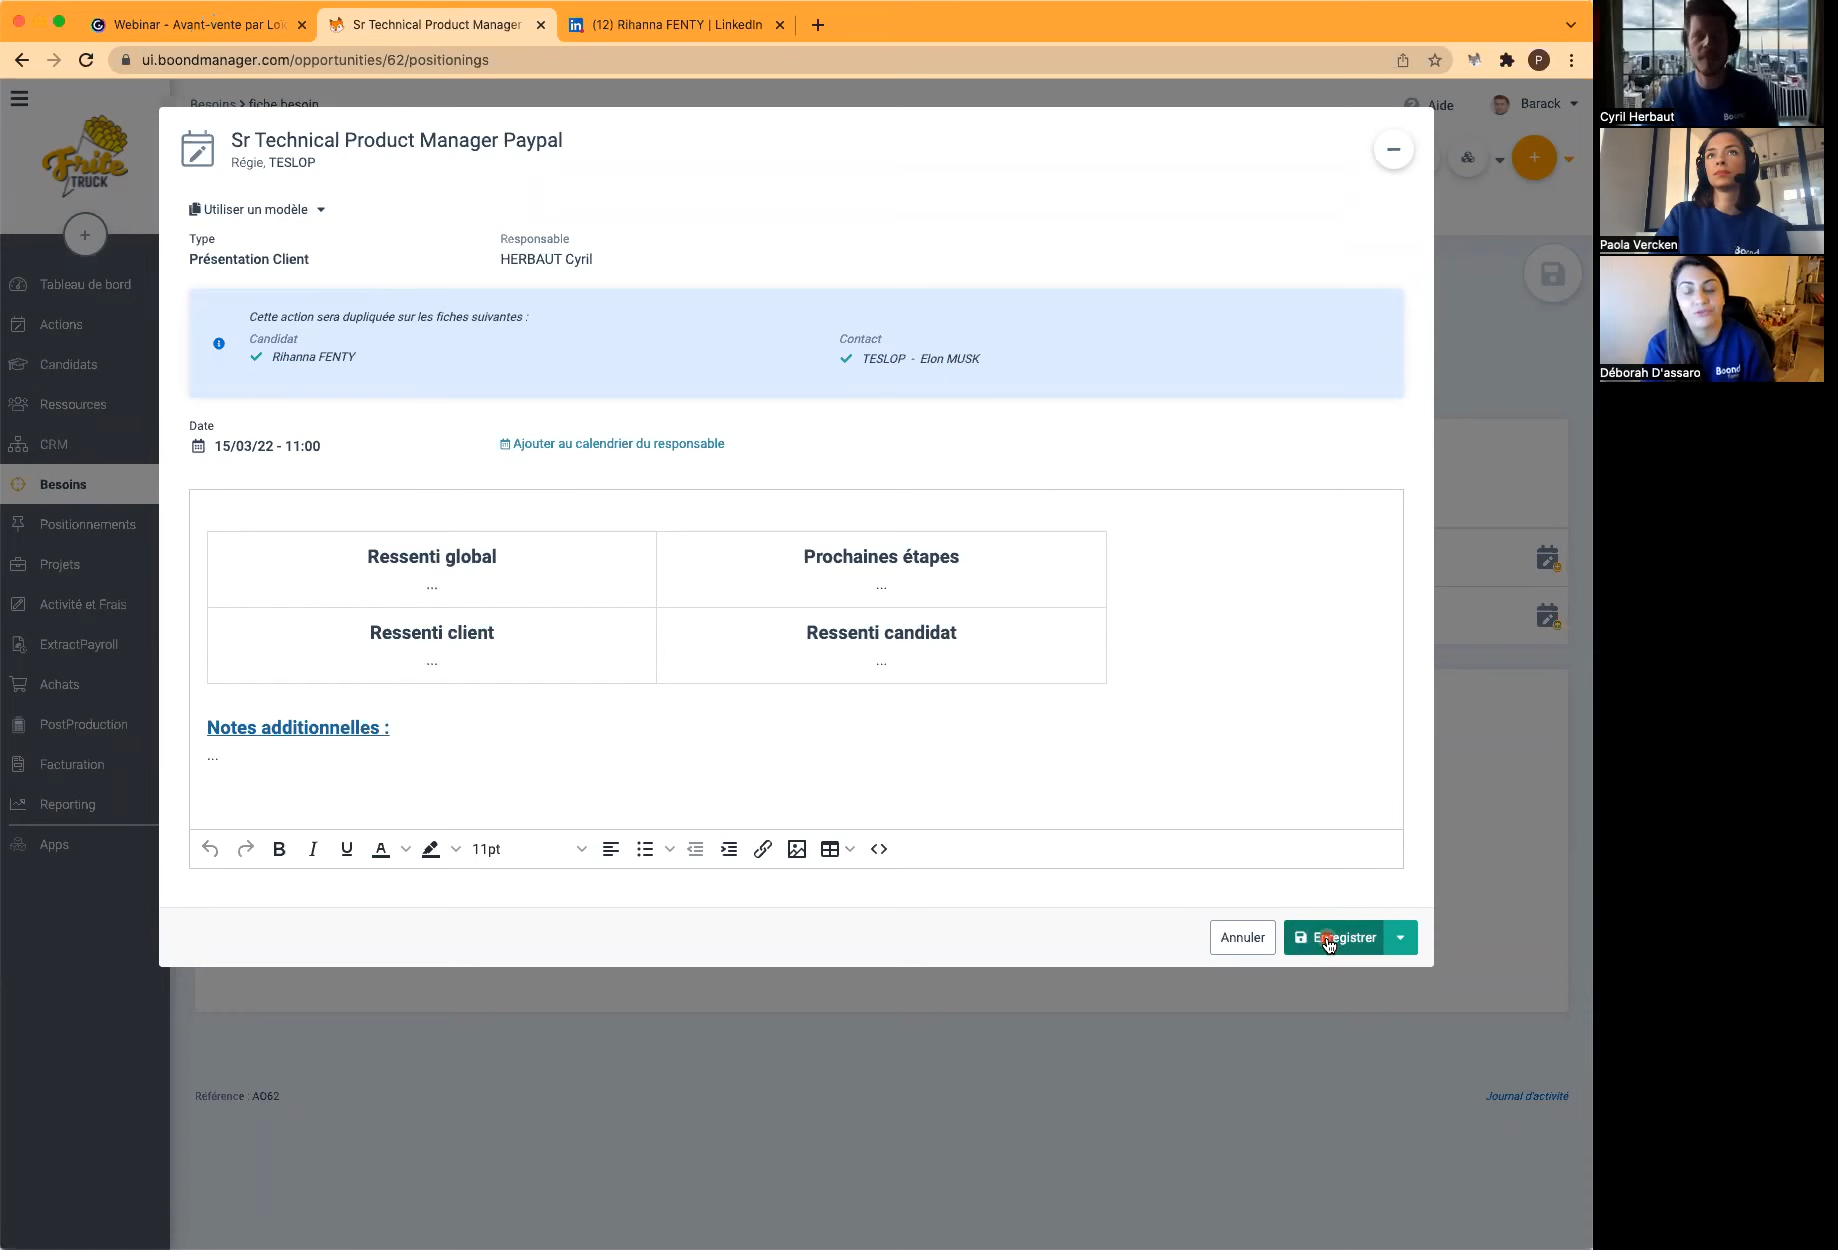 Webinar - Avant-vente par Loï
Sr Technical Product Manager
(12) Rihanna FENTY | LinkedIn
ui.boondmanager.com/opportunities/62/positionings
P
Besoins > fiche besoin
Aide
Barack
Frite
TRUCK
Tableau de bord
Actions
Candidats
Ressources
CRM
Besoins
Positionnements
Projets
Activité et Frais
ExtractPayroll
Achats
PostProduction
Facturation
Reporting
Apps
Sr Technical Product Manager Paypal
Régie, TESLOP
Utiliser un modèle
Type
Responsable
Présentation Client
HERBAUT Cyril
Cette action sera dupliquée sur les fiches suivantes :
Candidat
Contact
Rihanna FENTY
TESLOP - Elon MUSK
Date
15/03/22 - 11:00
Ajouter au calendrier du responsable
Ressenti global
Prochaines étapes
...
...
Ressenti client
Ressenti candidat
...
...
Notes additionnelles :
...
B I U A 11pt
Annuler
Enregistrer
Référence : AO62
Journal d'activité
Cyril Herbaut
Paola Vercken
Boond
Déborah D'assaro